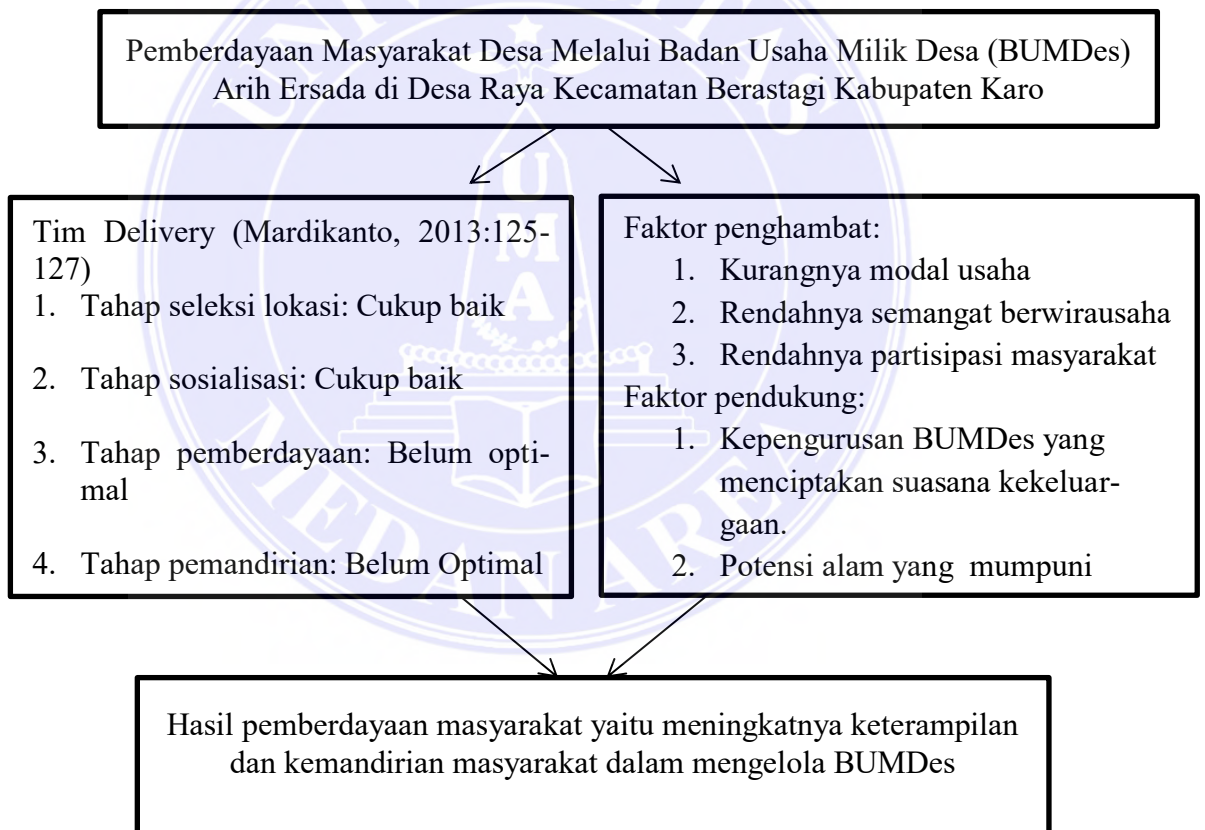 Pemberdayaan Masyarakat Desa Melalui Badan Usaha Milik Desa (BUMDes)
Arih Ersada di Desa Raya Kecamatan Berastagi Kabupaten Karo
Tim Delivery (Mardikanto, 2013:125-
127)
1. Tahap seleksi lokasi: Cukup baik
2. Tahap sosialisasi: Cukup baik
3. Tahap pemberdayaan: Belum opti-
mal
4. Tahap pemandirian: Belum Optimal
Faktor penghambat:
1. Kurangnya modal usaha
2. Rendahnya semangat berwirausaha
3. Rendahnya partisipasi masyarakat
Faktor pendukung:
1. Kepengurusan BUMDes yang
menciptakan suasana kekeluar-
gaan.
2. Potensi alam yang mumpuni
Hasil pemberdayaan masyarakat yaitu meningkatnya keterampilan
dan kemandirian masyarakat dalam mengelola BUMDes
UMA
MEDAN AREA